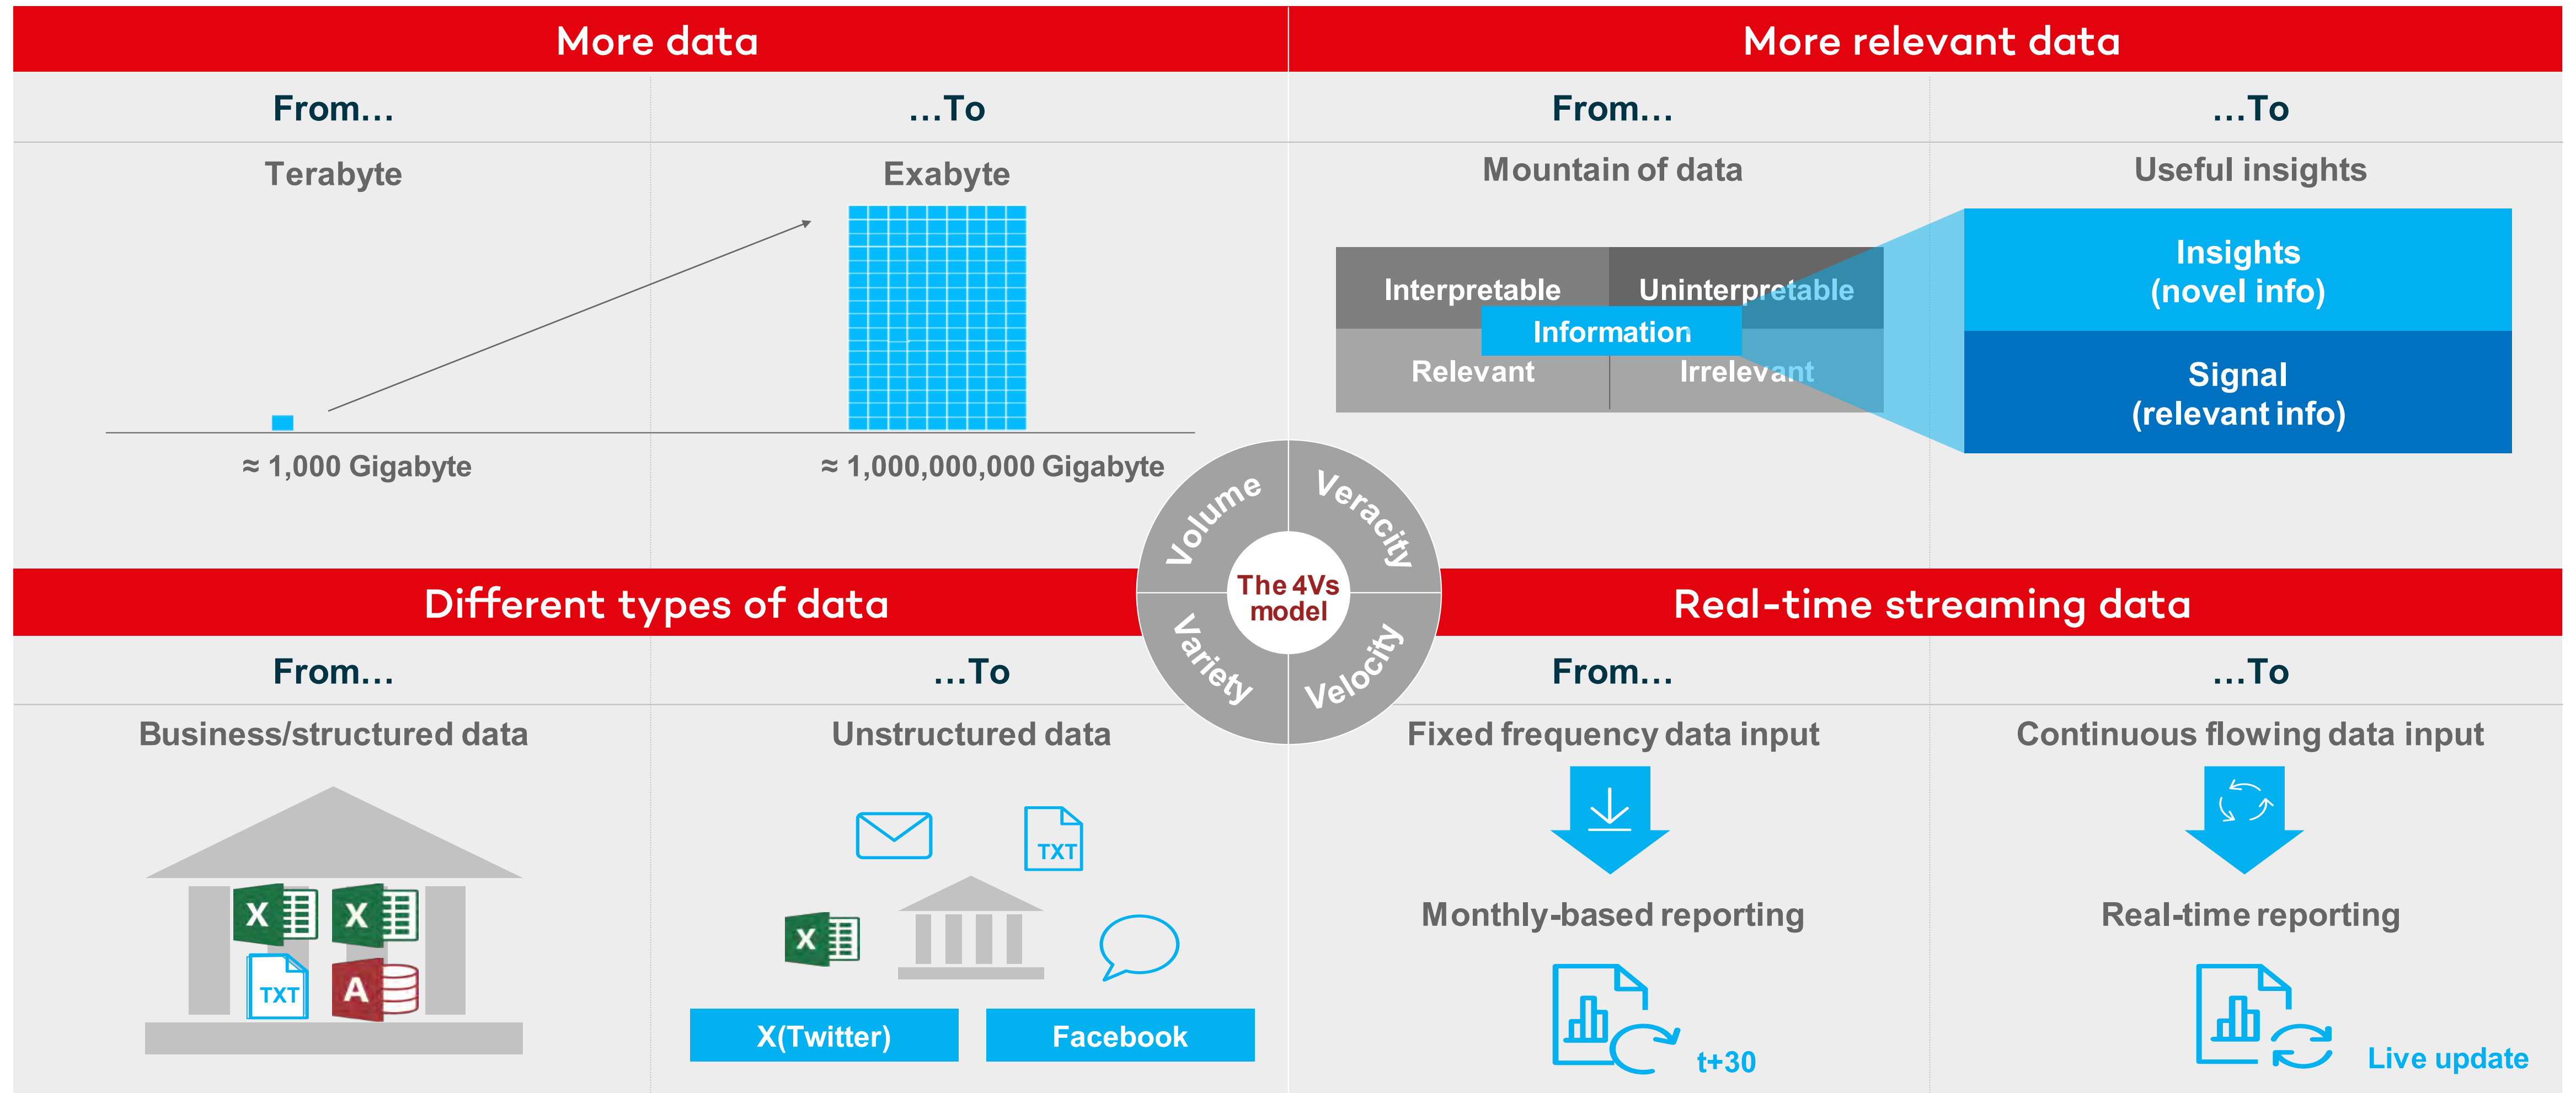 More data
From...
...To
Terabyte
Exabyte
≈ 1,000 Gigabyte
≈ 1,000,000,000 Gigabyte
More relevant data
From...
...To
Mountain of data
Useful insights
Interpretable
Uninterpretable
Information
Relevant
Irrelevant
Insights
(novel info)
Signal
(relevant info)
Volume
Veracity
The 4Vs
model
Variety
Velocity
Different types of data
From...
...To
Business/structured data
Unstructured data
X
X
TXT
A
TXT
X
X(Twitter)
Facebook
Real-time streaming data
From...
...To
Fixed frequency data input
Continuous flowing data input
Monthly-based reporting
Real-time reporting
t+30
Live update